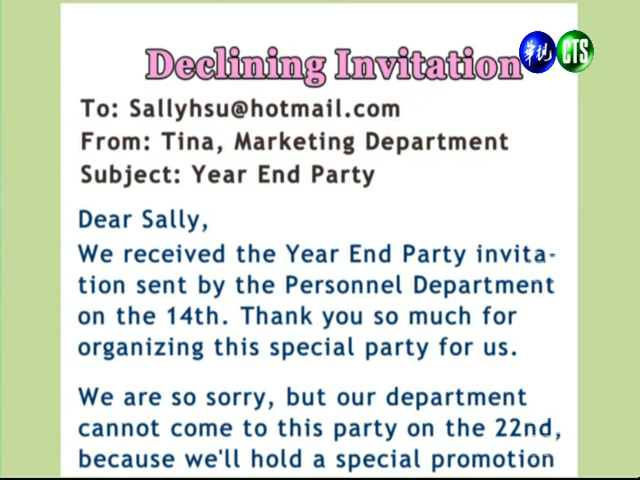 華視 CTS
Declining Invitation
To: Sallyhsu@hotmail.com
From: Tina, Marketing Department
Subject: Year End Party
Dear Sally,
We received the Year End Party invita-
tion sent by the Personnel Department
on the 14th. Thank you so much for
organizing this special party for us.
We are so sorry, but our department
cannot come to this party on the 22nd,
because we'll hold a special promotion